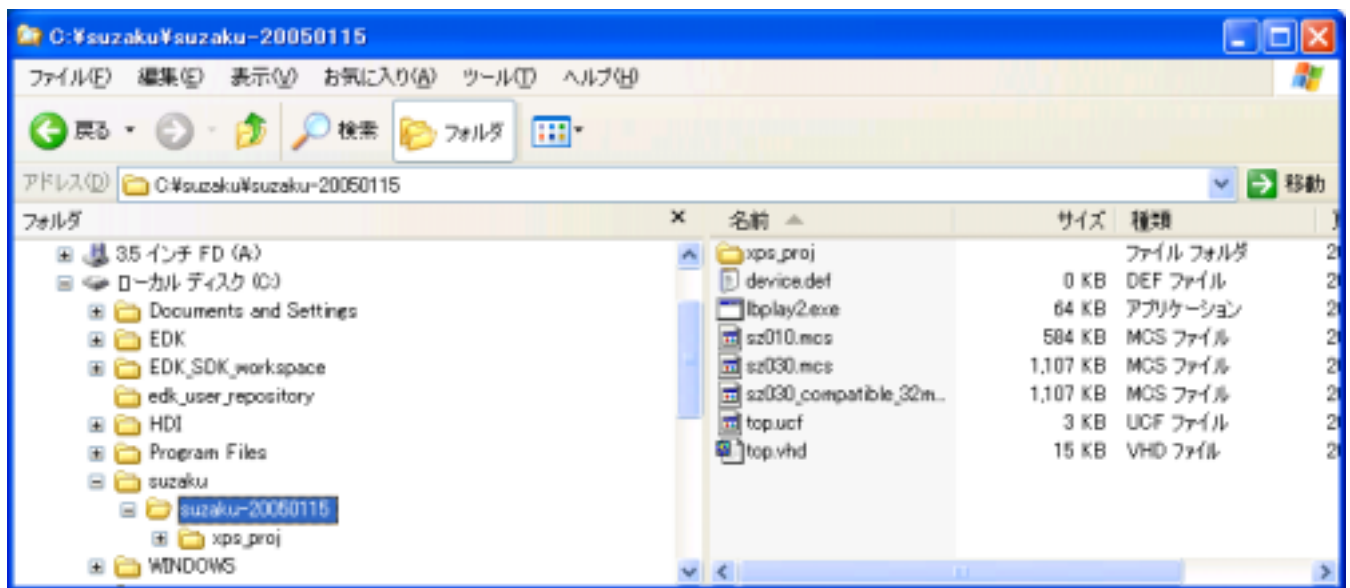 C:¥suzaku¥suzaku-20050115
ファイル(F) 編集(E) 表示(V) お気に入り(A) ツール(T) ヘルプ(H)
戻る 検索 フォルダ
アドレス(D) C:¥suzaku¥suzaku-20050115 移動
フォルダ × 名前 サイズ 種類
3.5 インチ FD (A:)
ローカル ディスク (C:)
Documents and Settings
EDK
EDK_SDK_workspace
edk_user_repository
HDI
Program Files
suzaku
suzaku-20050115
xps_proj
WINDOWS
xps_proj ファイル フォルダ
device.def 0 KB DEF ファイル
lbplay2.exe 64 KB アプリケーション
sz010.mcs 584 KB MCS ファイル
sz030.mcs 1,107 KB MCS ファイル
sz030_compatible_32m... 1,107 KB MCS ファイル
top.ucf 3 KB UCF ファイル
top.vhd 15 KB VHD ファイル